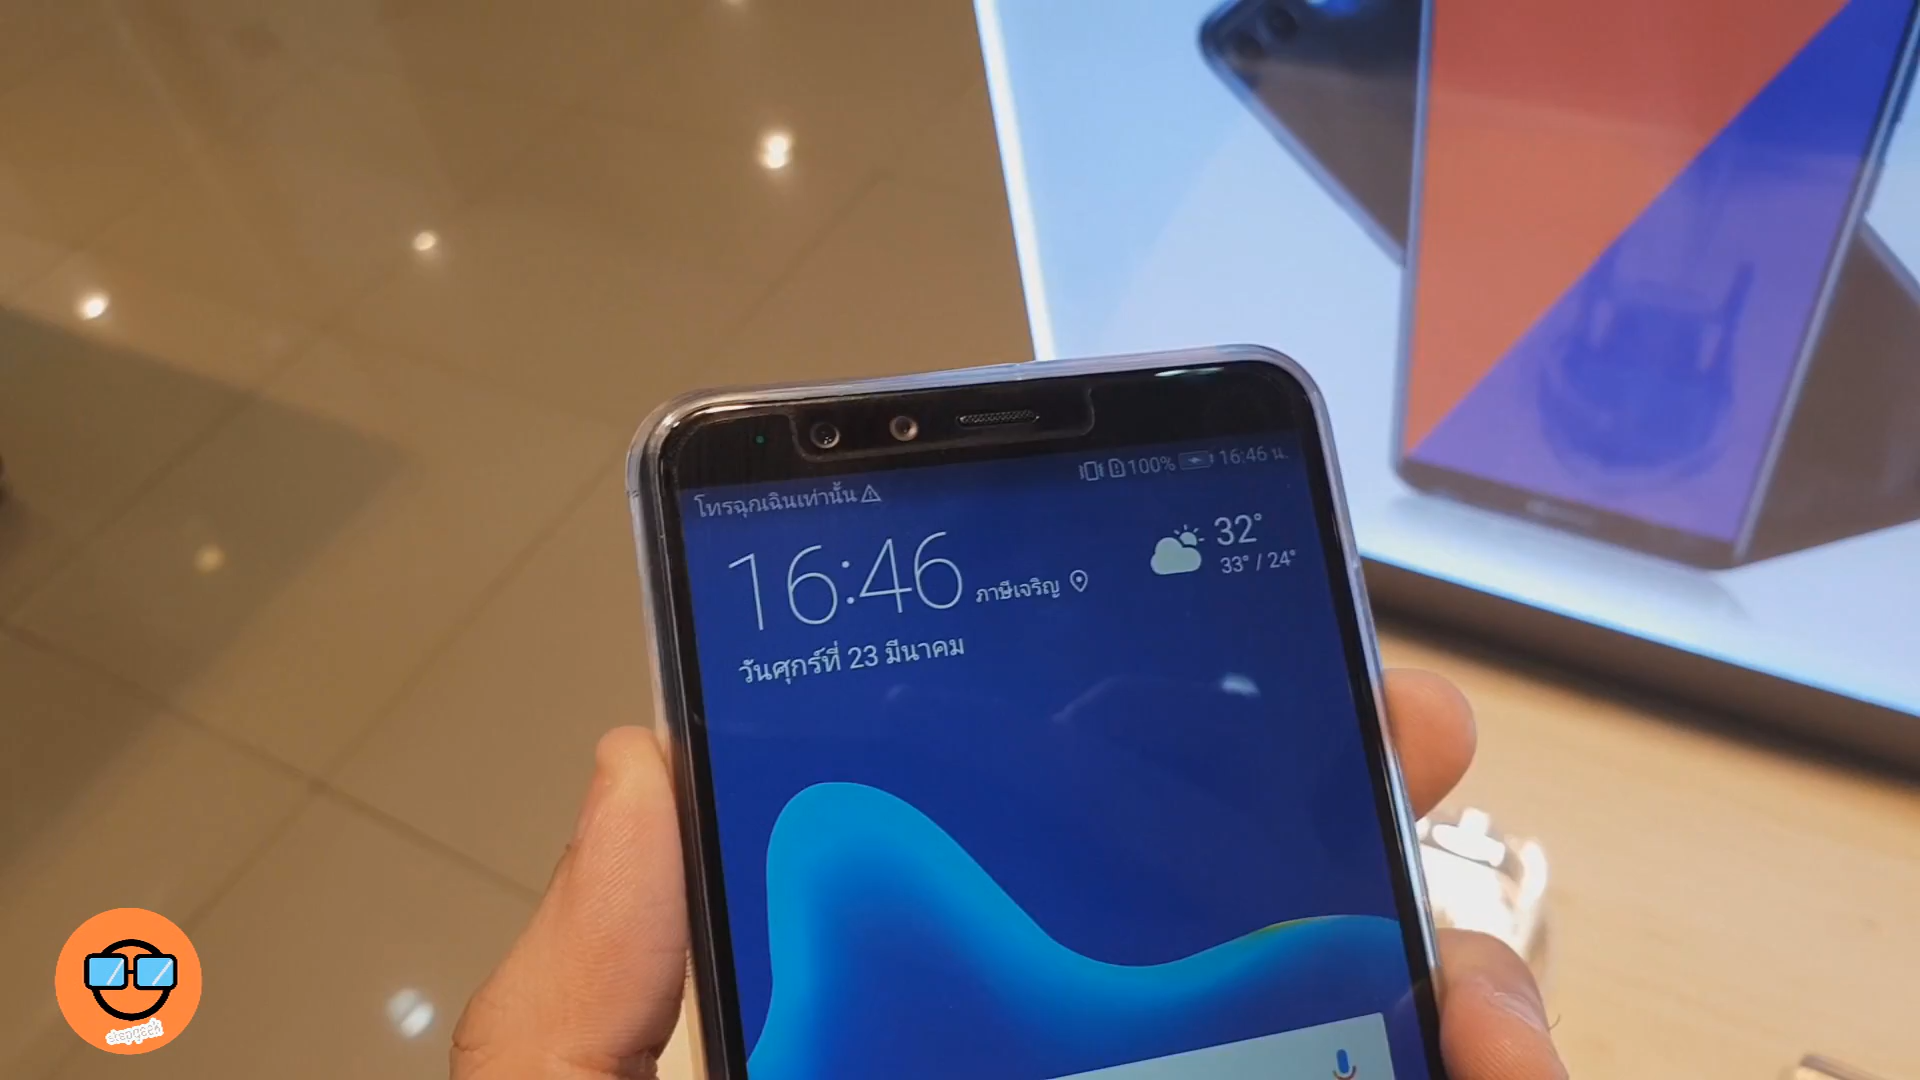 100% 16:46 น.
โทรฉุกเฉินเท่านั้น
16:46 ภาษีเจริญ
32°
33° / 24°
วันศุกร์ที่ 23 มีนาคม
stepgeek